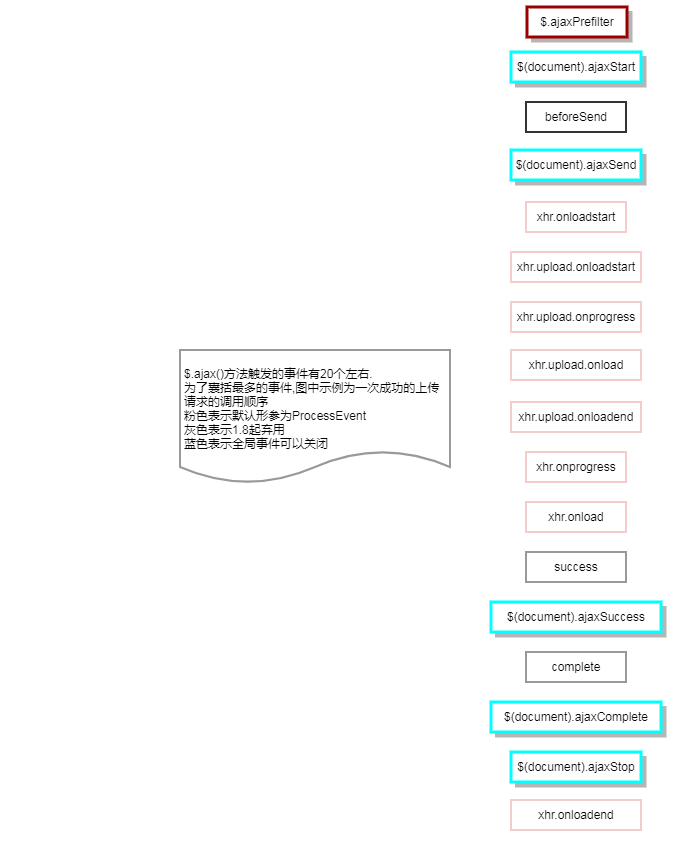 $.ajaxPrefilter
$(document).ajaxStart
beforeSend
$(document).ajaxSend
xhr.onloadstart
xhr.upload.onloadstart
xhr.upload.onprogress
xhr.upload.onload
xhr.upload.onloadend
xhr.onprogress
xhr.onload
success
$(document).ajaxSuccess
complete
$(document).ajaxComplete
$(document).ajaxStop
xhr.onloadend
$.ajax()方法触发的事件有20个左右.
为了囊括最多的事件,图中示例为一次成功的上传
请求的调用顺序
粉色表示默认形参为ProcessEvent
灰色表示1.8起弃用
蓝色表示全局事件可以关闭